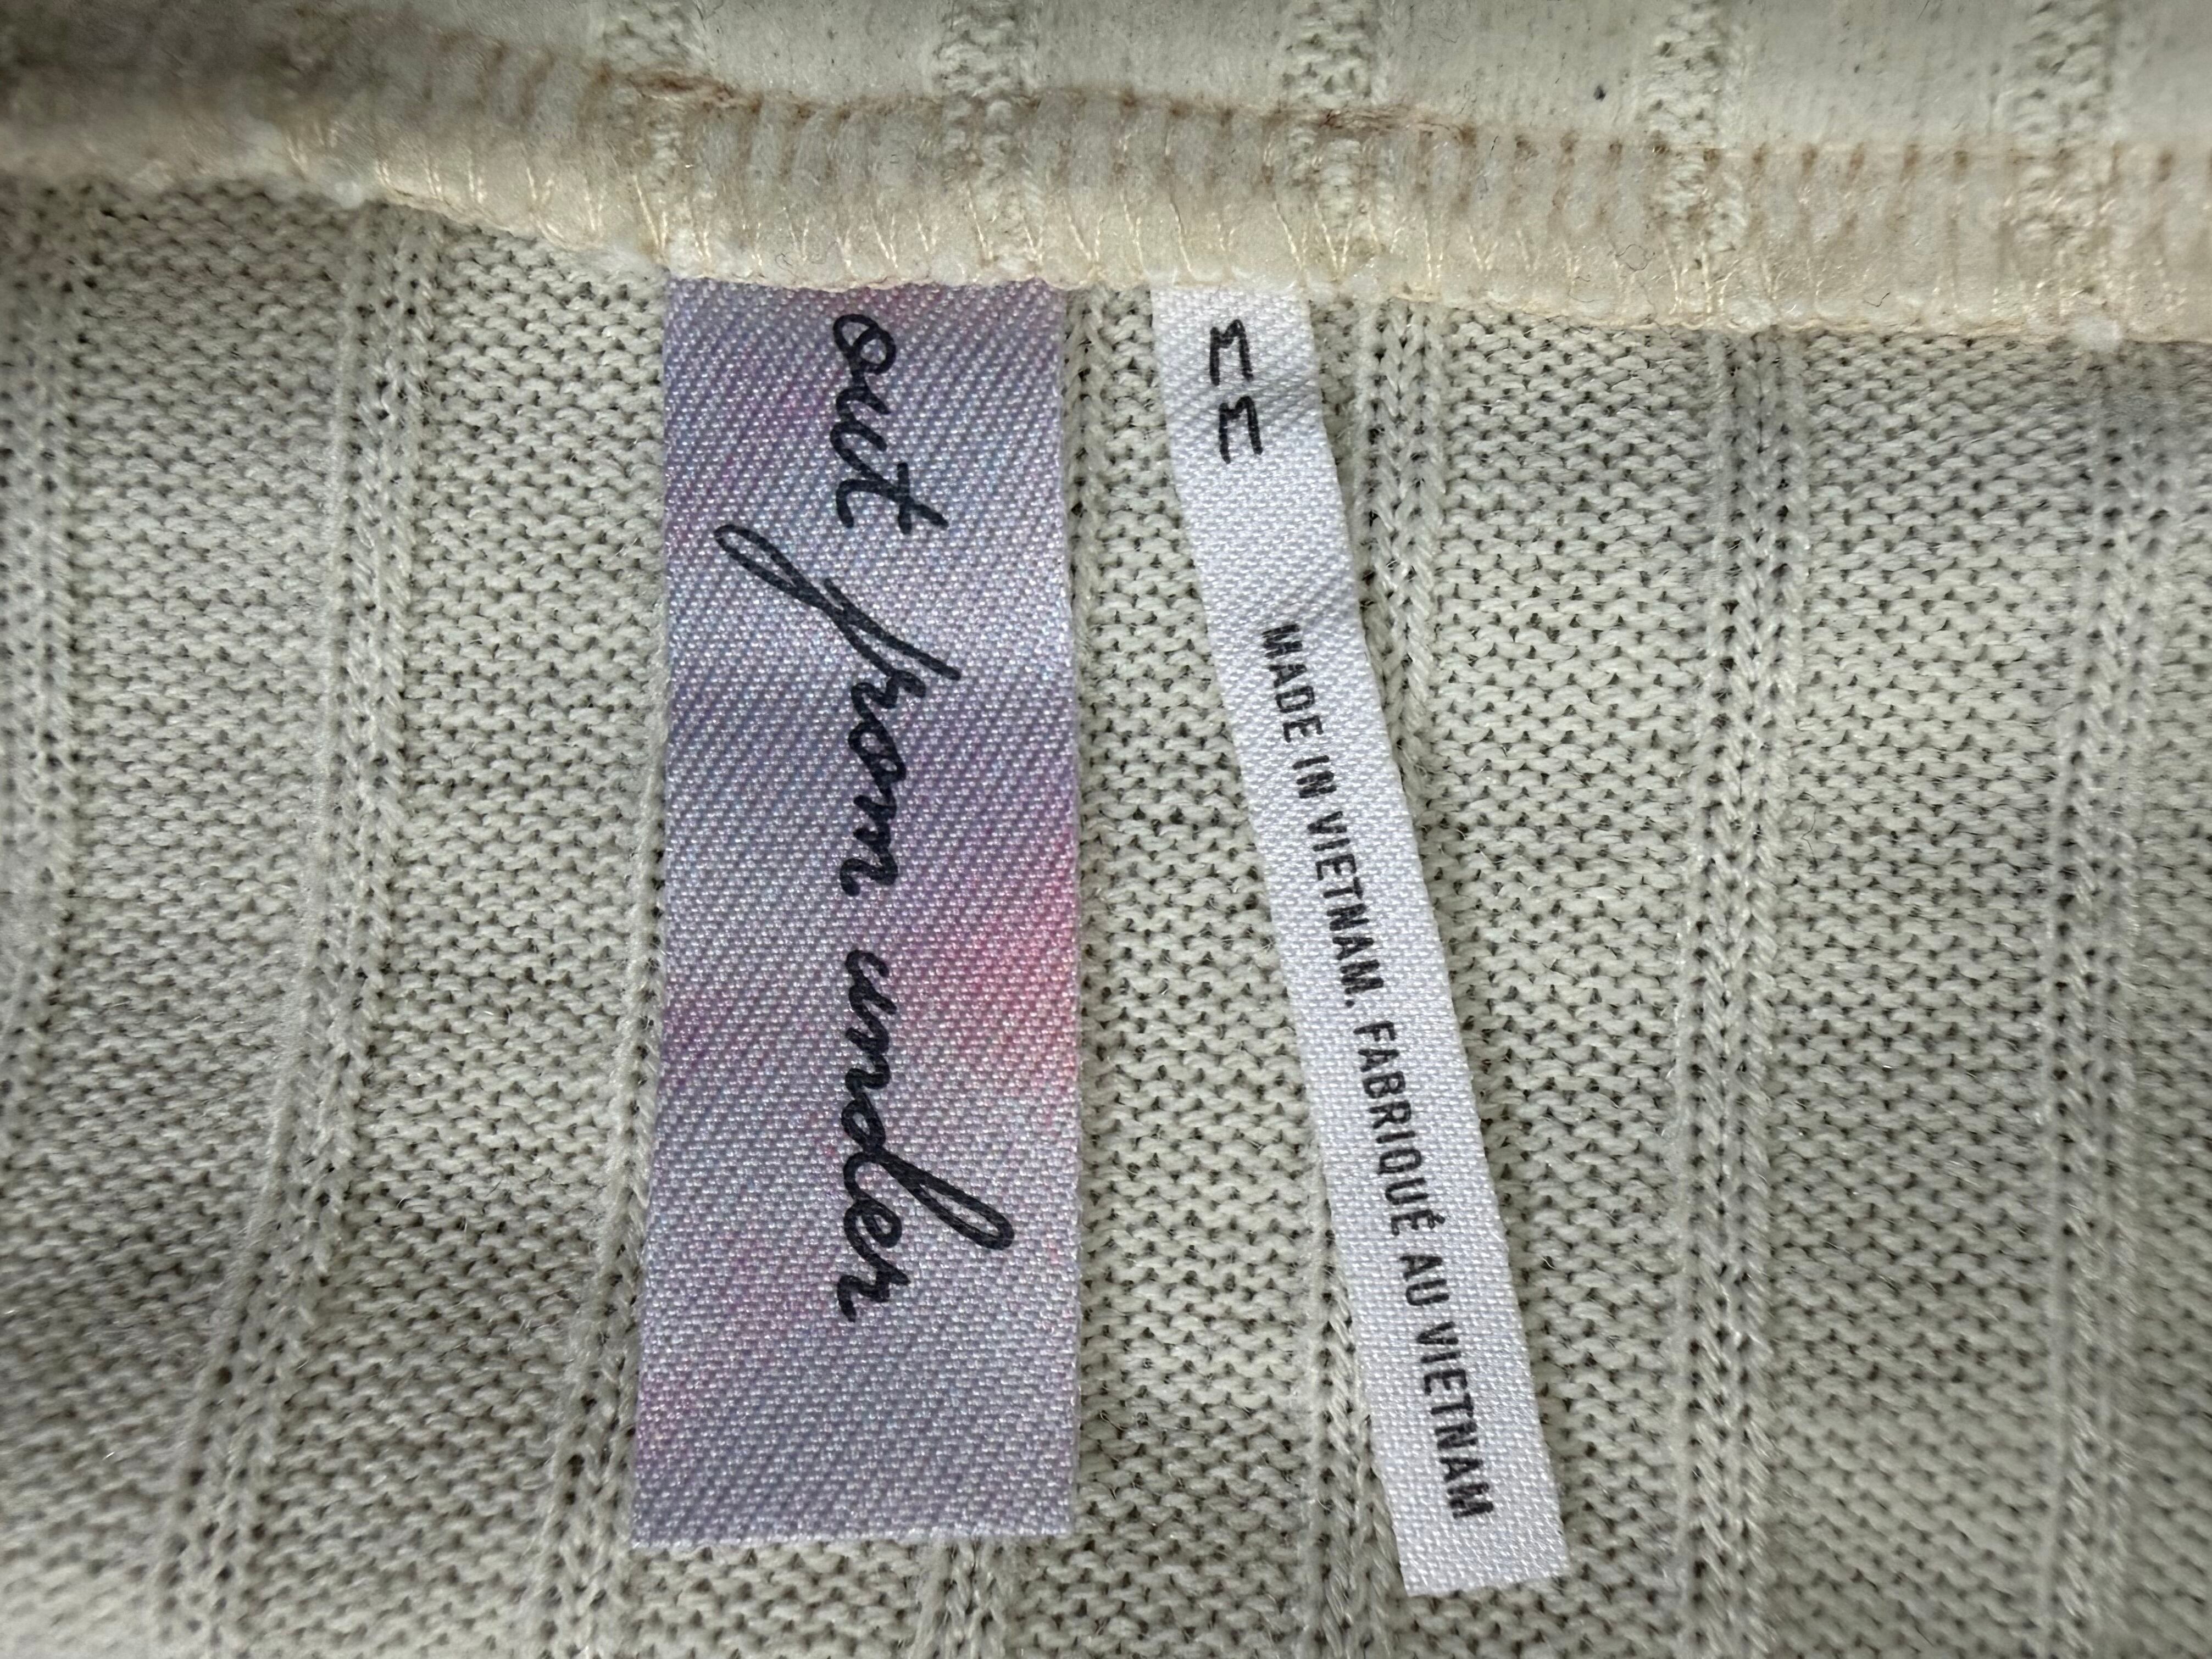 out from under
M M
MADE IN VIETNAM. FABRIQUÉ AU VIETNAM